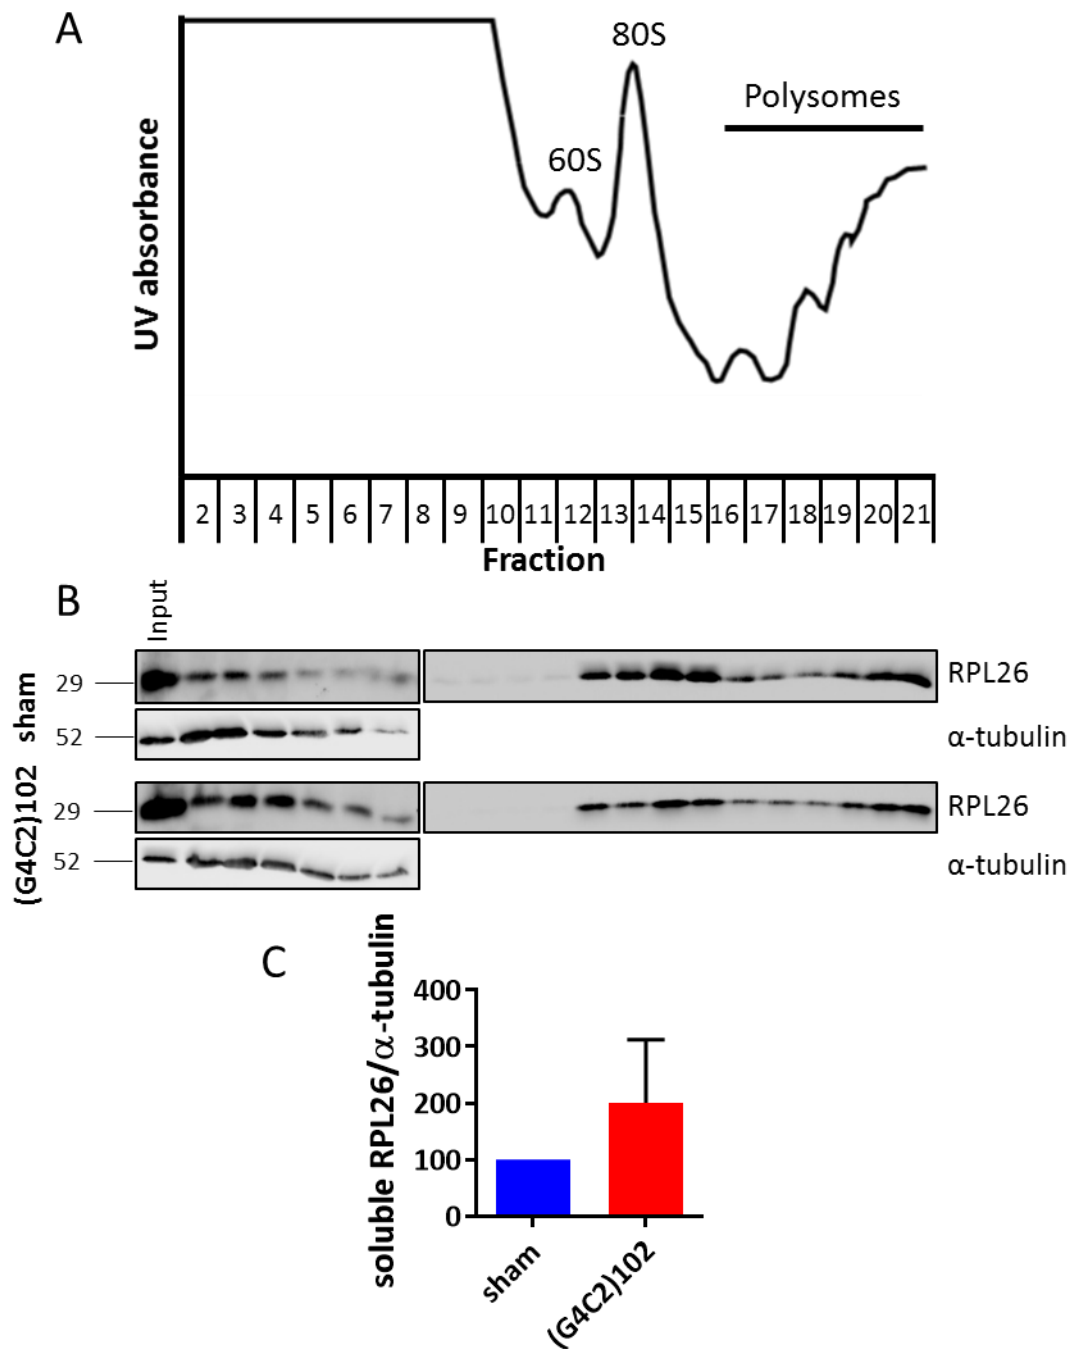 A
80S
Polysomes
60S
UV absorbance
2 3 4 5 6 7 8 9 10 11 12 13 14 15 16 17 18 19 20 21
Fraction
B
Input
sham
29
RPL26
52
α-tubulin
(G4C2)102
29
RPL26
52
α-tubulin
C
soluble RPL26/α-tubulin
400
300
200
100
0
sham
(G4C2)102